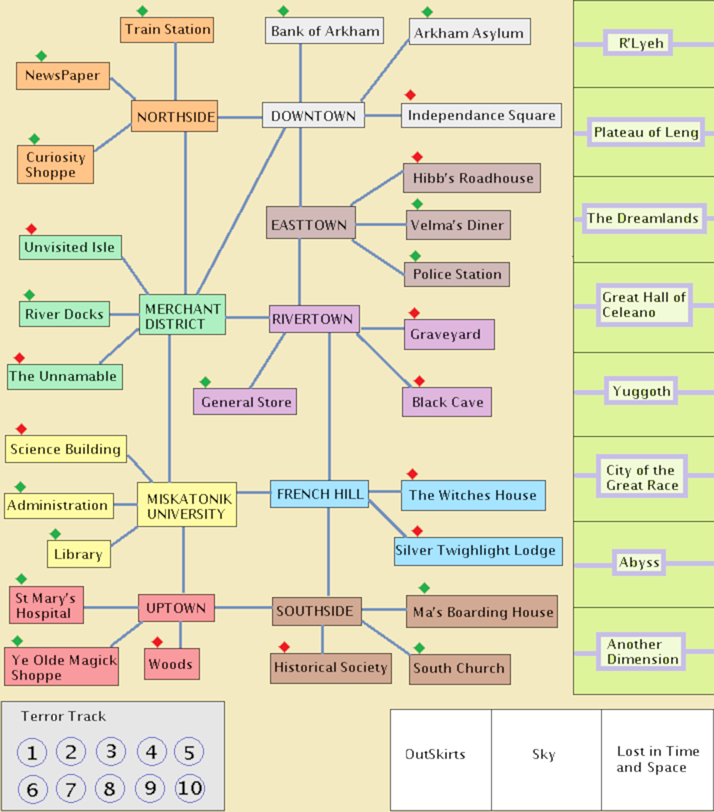 Train Station
Bank of Arkham
Arkham Asylum
R'Lyeh
NewsPaper
NORTHSIDE
DOWNTOWN
Independance Square
Plateau of Leng
Curiosity
Shoppe
Hibb's Roadhouse
EASTTOWN
Velma's Diner
The Dreamlands
Unvisited Isle
Police Station
River Docks
MERCHANT
DISTRICT
RIVERTOWN
Graveyard
Great Hall of
Celeano
The Unnamable
General Store
Black Cave
Yuggoth
Science Building
Administration
MISKATONIK
UNIVERSITY
FRENCH HILL
The Witches House
City of the
Great Race
Library
Silver Twighlight Lodge
Abyss
St Mary's
Hospital
UPTOWN
SOUTHSIDE
Ma's Boarding House
Ye Olde Magick
Shoppe
Woods
Historical Society
South Church
Another
Dimension
Terror Track
1 2 3 4 5
6 7 8 9 10
OutSkirts
Sky
Lost in Time
and Space